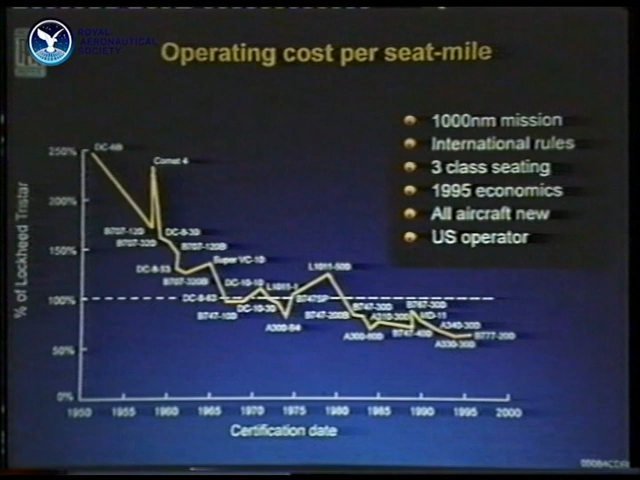 ROYAL
AERONAUTICAL
SOCIETY
Operating cost per seat-mile
1000nm mission
International rules
3 class seating
1995 economics
All aircraft new
US operator
% of Lockheed Tristar
250%
200%
150%
100%
50%
0%
DC-6B
Comet 4
B707-120
B707-320
DC-8-30
B707-120B
DC-8-53
B707-320B
Super VC-10
DC-8-63
B747-10D
DC-10-10
DC-10-30
L1011-1
A300-B4
B747SP
L1011-500
B747-200B
B747-300
A310-300
A300-600
B767-300
B747-400
MD-11
A340-300
A330-300
B777-200
1950
1955
1960
1965
1970
1975
1980
1985
1990
1995
2000
Certification date